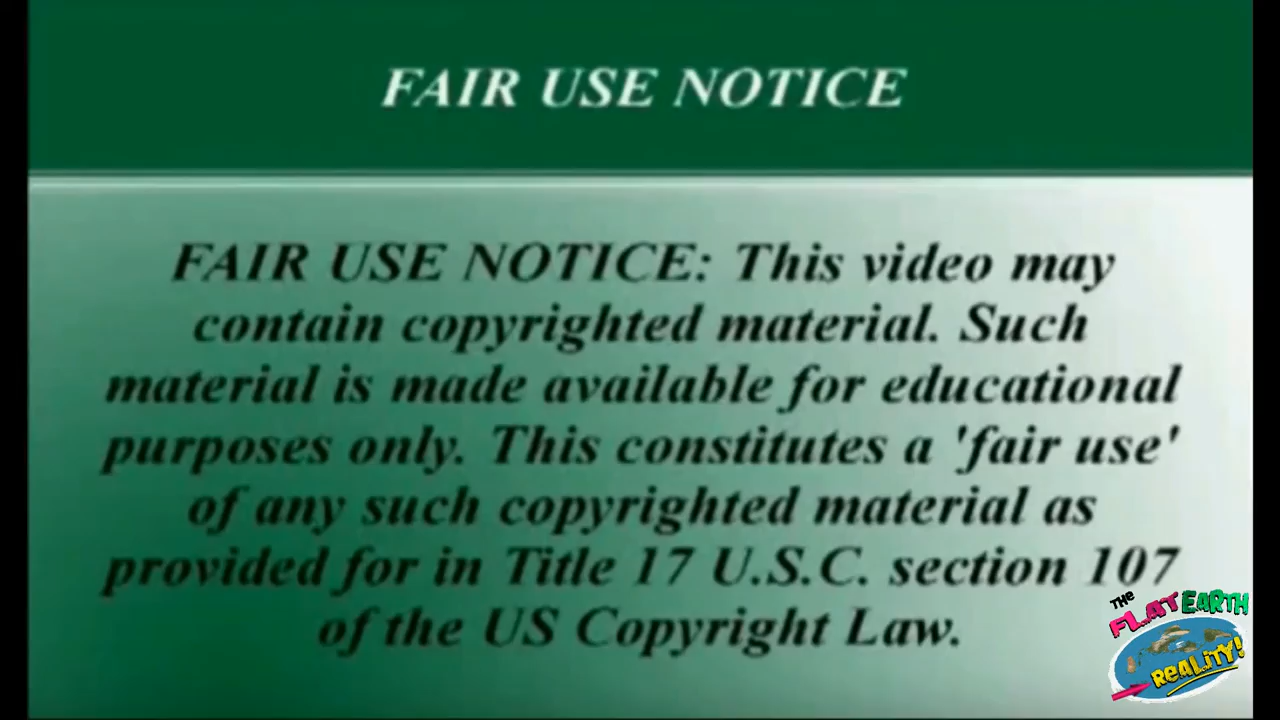 FAIR USE NOTICE
FAIR USE NOTICE: This video may
contain copyrighted material. Such
material is made available for educational
purposes only. This constitutes a 'fair use'
of any such copyrighted material as
provided for in Title 17 U.S.C. section 107
of the US Copyright Law.
THE
FLAT EARTH
REALITY!